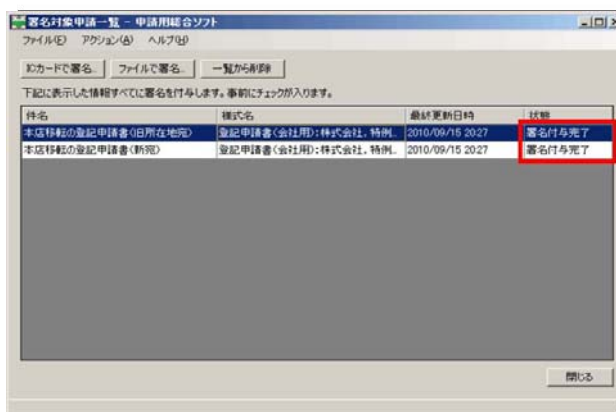 署名対象申請一覧 - 申請用総合ソフト
ファイル(F) アクション(A) ヘルプ(H)
ICカードで署名... ファイルで署名... 一覧から削除
下記に表示した情報すべてに署名を付与します。事前にチェックが入ります。
件名 様式名 最終更新日時 状態
本店移転の登記申請書(旧所在地宛) 登記申請書(会社用):株式会社,特例... 2010/09/15 20:27 署名付与完了
本店移転の登記申請書(新宛) 登記申請書(会社用):株式会社,特例... 2010/09/15 20:27 署名付与完了
閉じる